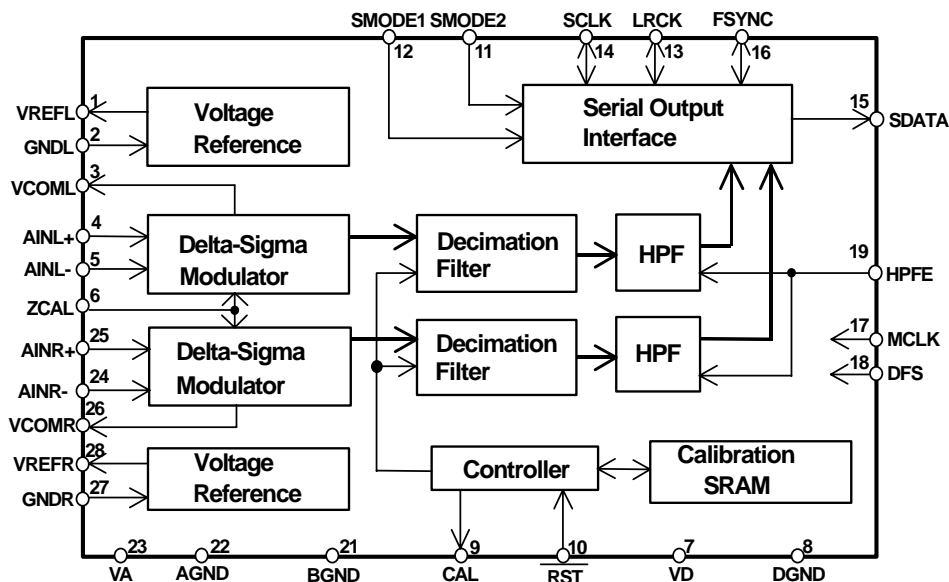 SMODE1 SMODE2 SCLK LRCK FSYNC
12 11 14 13 16
VREFL 1
Voltage
Reference
Serial Output
Interface
15 SDATA
GNDL 2
VCOML 3
AINL+ 4
Delta-Sigma
Modulator
Decimation
Filter
HPF
AINL- 5
19 HPFE
ZCAL 6
AINR+ 25
Delta-Sigma
Modulator
Decimation
Filter
HPF
17 MCLK
AINR- 24
18 DFS
VCOMR 26
VREFR 28
Voltage
Reference
Controller
Calibration
SRAM
GNDR 27
23 22 21 9 10 7 8
VA AGND BGND CAL RST VD DGND